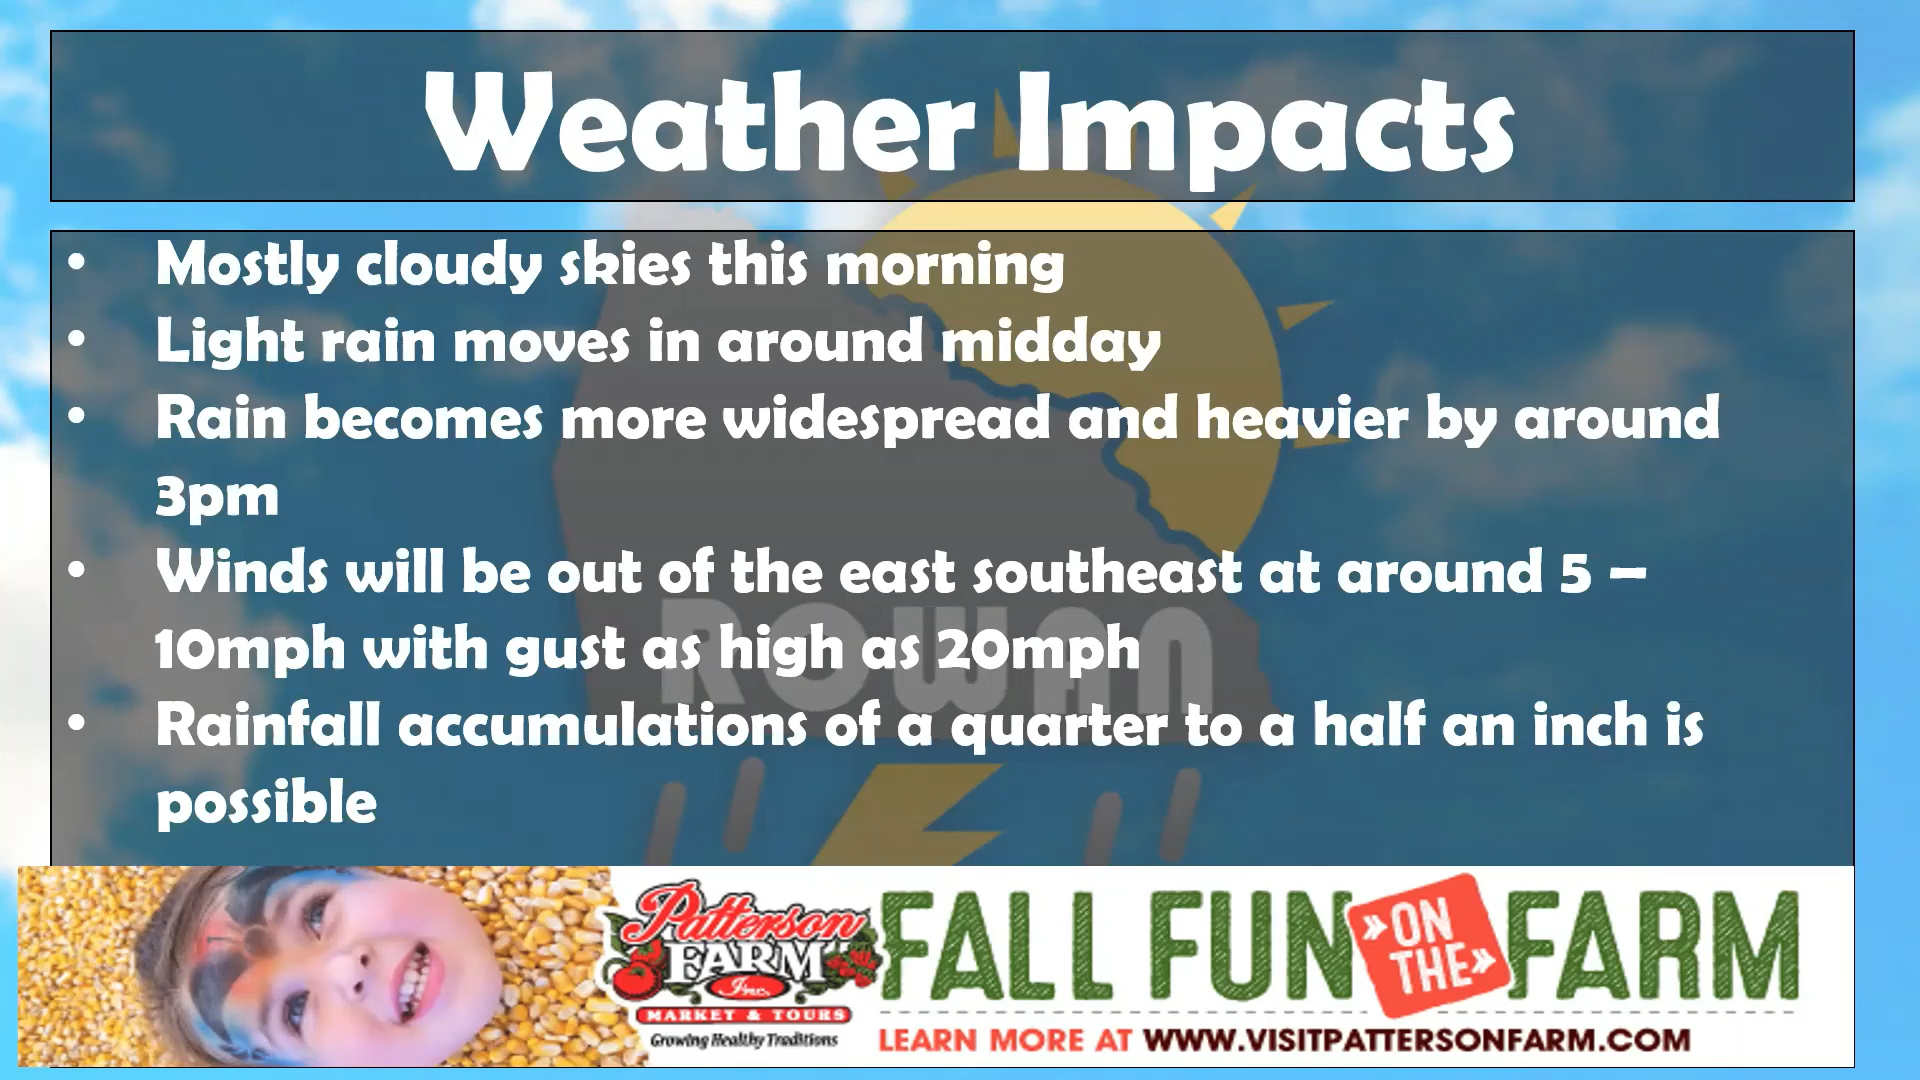 Weather Impacts
• Mostly cloudy skies this morning
• Light rain moves in around midday
• Rain becomes more widespread and heavier by around
3pm
• Winds will be out of the east southeast at around 5 –
10mph with gust as high as 20mph
• Rainfall accumulations of a quarter to a half an inch is
possible
ROWAN
Patterson
FARM
Inc.
MARKET & TOURS
Growing Healthy Traditions
FALL FUN »ON THE» FARM
LEARN MORE AT WWW.VISITPATTERSONFARM.COM